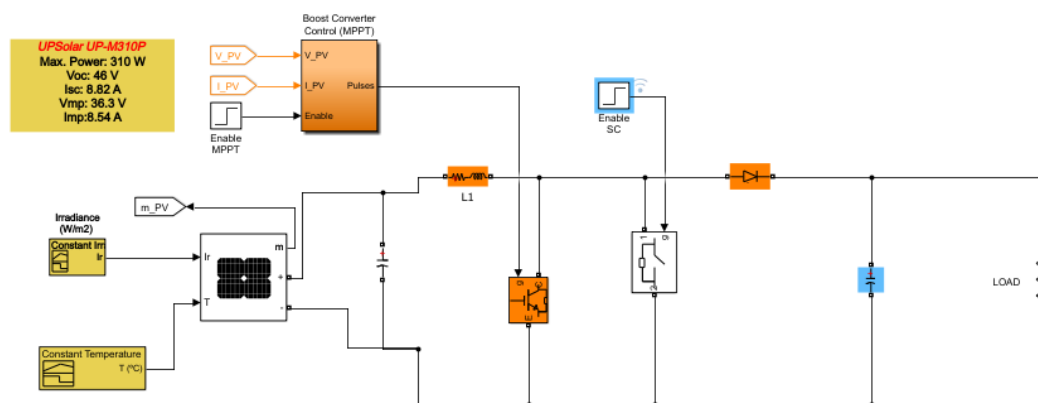 Boost Converter
Control (MPPT)
UPSolar UP-M310P
Max. Power: 310 W
Voc: 46 V
Isc: 8.82 A
Vmp: 36.3 V
Imp:8.54 A
V_PV
V_PV
I_PV
I_PV
Pulses
Enable
Enable
MPPT
Enable
SC
L1
m_PV
Irradiance
(W/m2)
Constant Irr
Ir
Ir
m
+
T
-
g
C
E
1
g
2
LOAD
Constant Temperature
T (ºC)